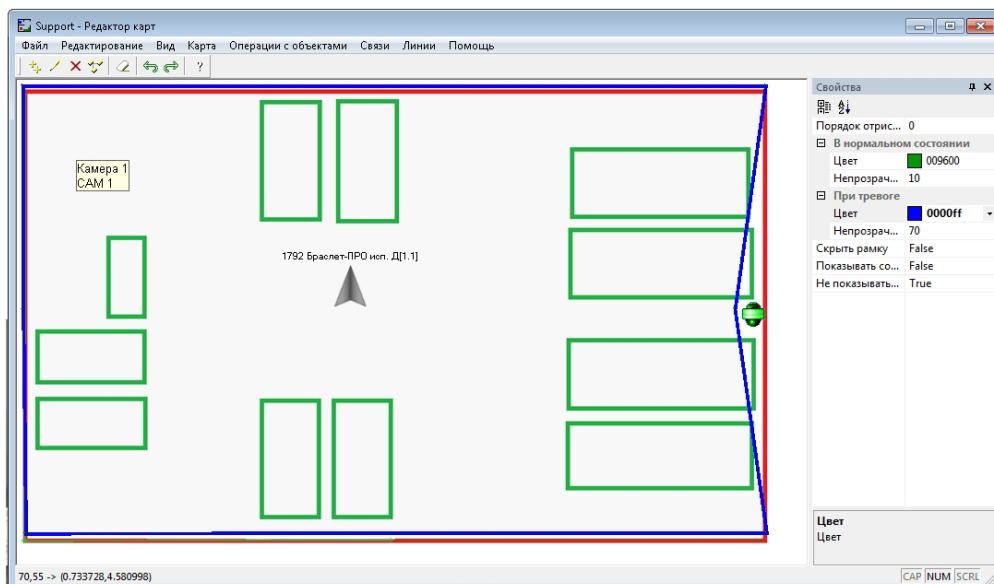 Support - Редактор карт
Файл Редактирование Вид Карта Операции с объектами Связи Линии Помощь
?
Камера 1
CAM 1
1792 Браслет-ПРО исп. Д[1.1]
Свойства
Порядок отрис... 0
В нормальном состоянии
Цвет 009600
Непрозрач... 10
При тревоге
Цвет 0000ff
Непрозрач... 70
Скрыть рамку False
Показывать со... False
Не показывать... True
Цвет
Цвет
70,55 -> (0.733728,4.580998)
CAP NUM SCRL